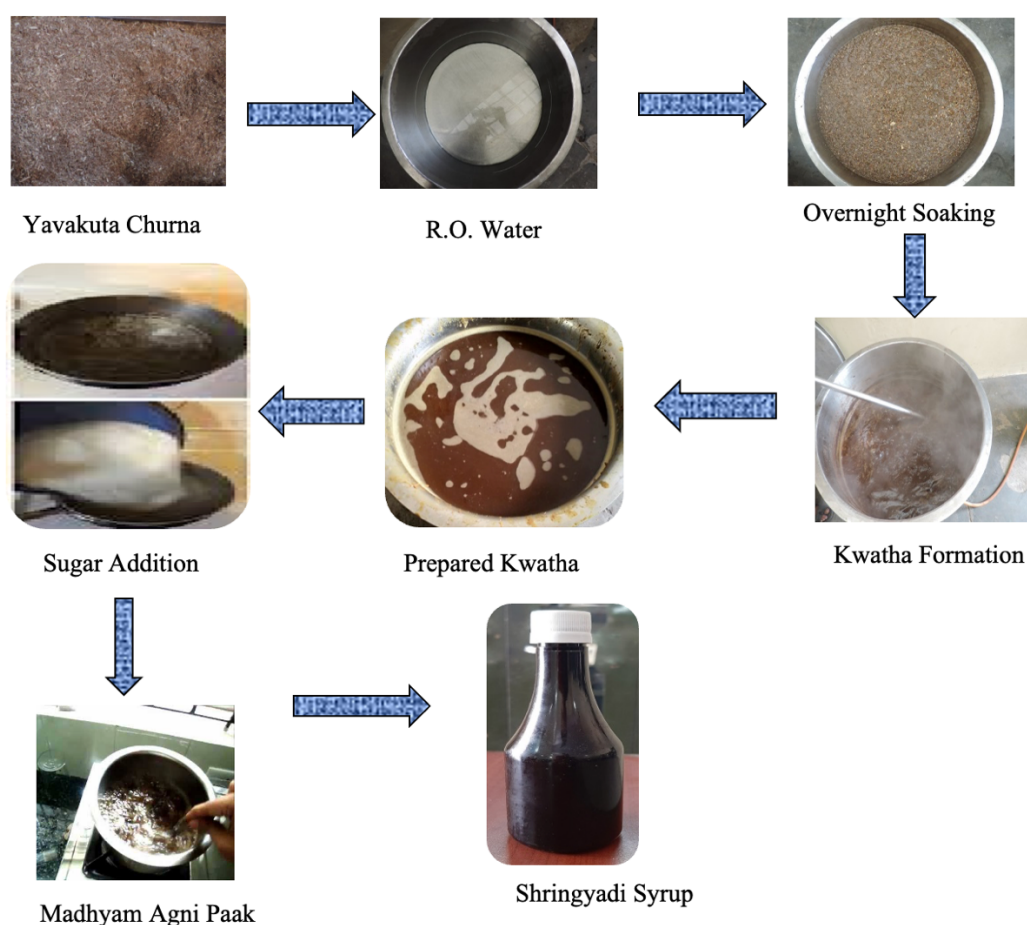 Yavakuta Churna
R.O. Water
Overnight Soaking
Kwatha Formation
Prepared Kwatha
Sugar Addition
Madhyam Agni Paak
Shringyadi Syrup